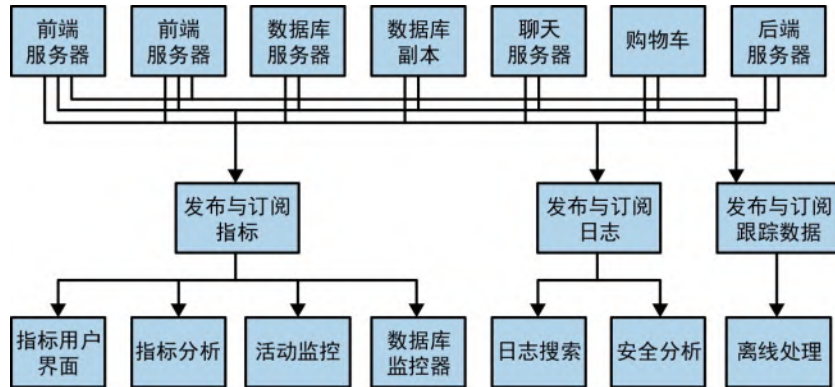 前端
服务器
前端
服务器
数据库
服务器
数据库
副本
聊天
服务器
购物车
后端
服务器
发布与订阅
指标
发布与订阅
日志
发布与订阅
跟踪数据
指标用户
界面
指标分析
活动监控
数据库
监控器
日志搜索
安全分析
离线处理